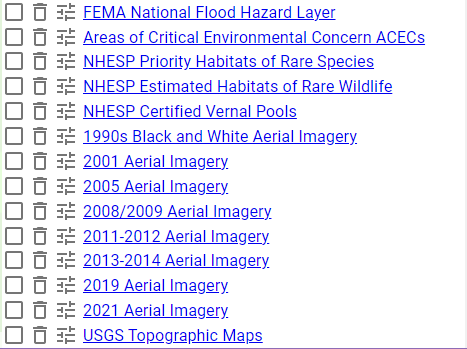 FEMA National Flood Hazard Layer
Areas of Critical Environmental Concern ACECs
NHESP Priority Habitats of Rare Species
NHESP Estimated Habitats of Rare Wildlife
NHESP Certified Vernal Pools
1990s Black and White Aerial Imagery
2001 Aerial Imagery
2005 Aerial Imagery
2008/2009 Aerial Imagery
2011-2012 Aerial Imagery
2013-2014 Aerial Imagery
2019 Aerial Imagery
2021 Aerial Imagery
USGS Topographic Maps